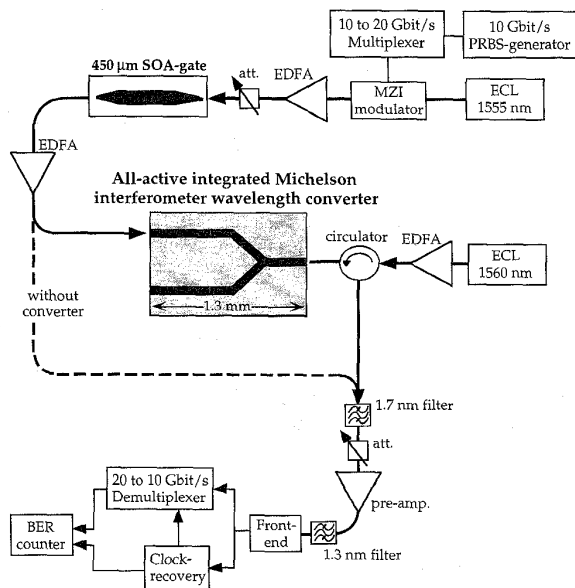 10 to 20 Gbit/s
Multiplexer
10 Gbit/s
PRBS-generator
450 µm SOA-gate
att.
EDFA
MZI
modulator
ECL
1555 nm
EDFA
All-active integrated Michelson
interferometer wavelength converter
circulator
EDFA
ECL
1560 nm
without
converter
1.3 mm
1.7 nm filter
att.
20 to 10 Gbit/s
Demultiplexer
pre-amp.
BER
counter
Front-
end
Clock-
recovery
1.3 nm filter